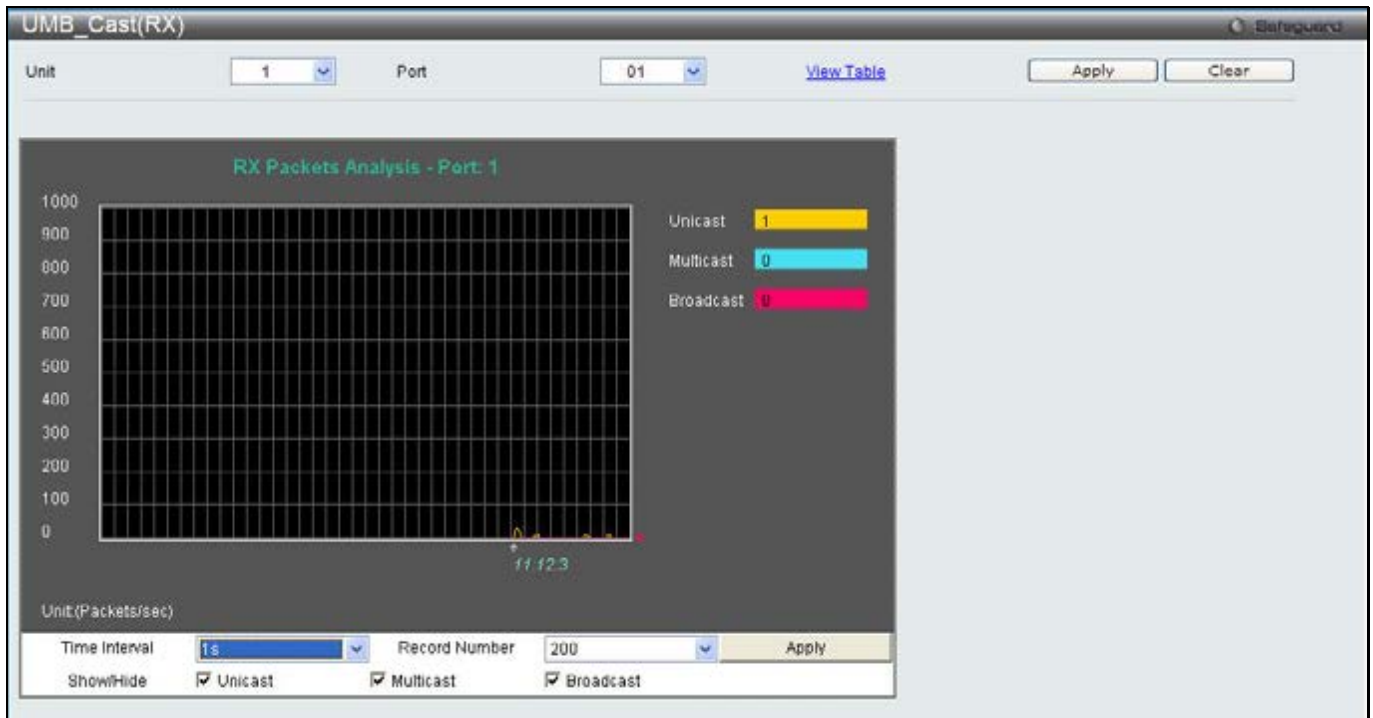 UMB_Cast(RX)
Safeguard
Unit 1 Port 01 View Table Apply Clear
RX Packets Analysis - Port: 1
1000
900
800
700
600
500
400
300
200
100
0
Unicast 1
Multicast 0
Broadcast 0
11:12:3
Unit:(Packets/sec)
Time Interval 1s Record Number 200 Apply
Show/Hide Unicast Multicast Broadcast